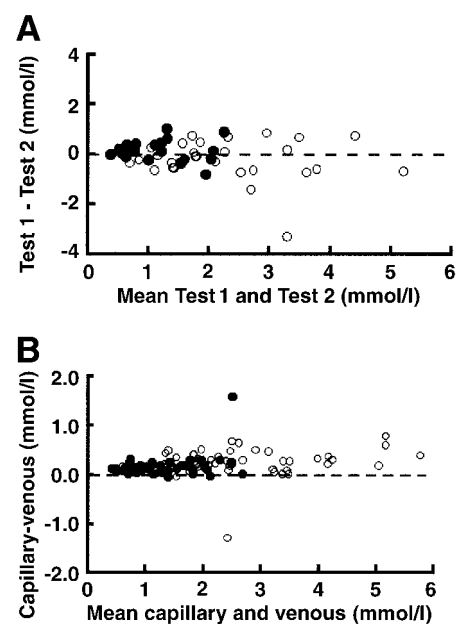 A
Test 1 - Test 2 (mmol/l)
4
2
0
-2
-4
0 1 2 3 4 5 6
Mean Test 1 and Test 2 (mmol/l)
B
Capillary-venous (mmol/l)
2.0
1.0
0.0
-1.0
-2.0
0 1 2 3 4 5 6
Mean capillary and venous (mmol/l)